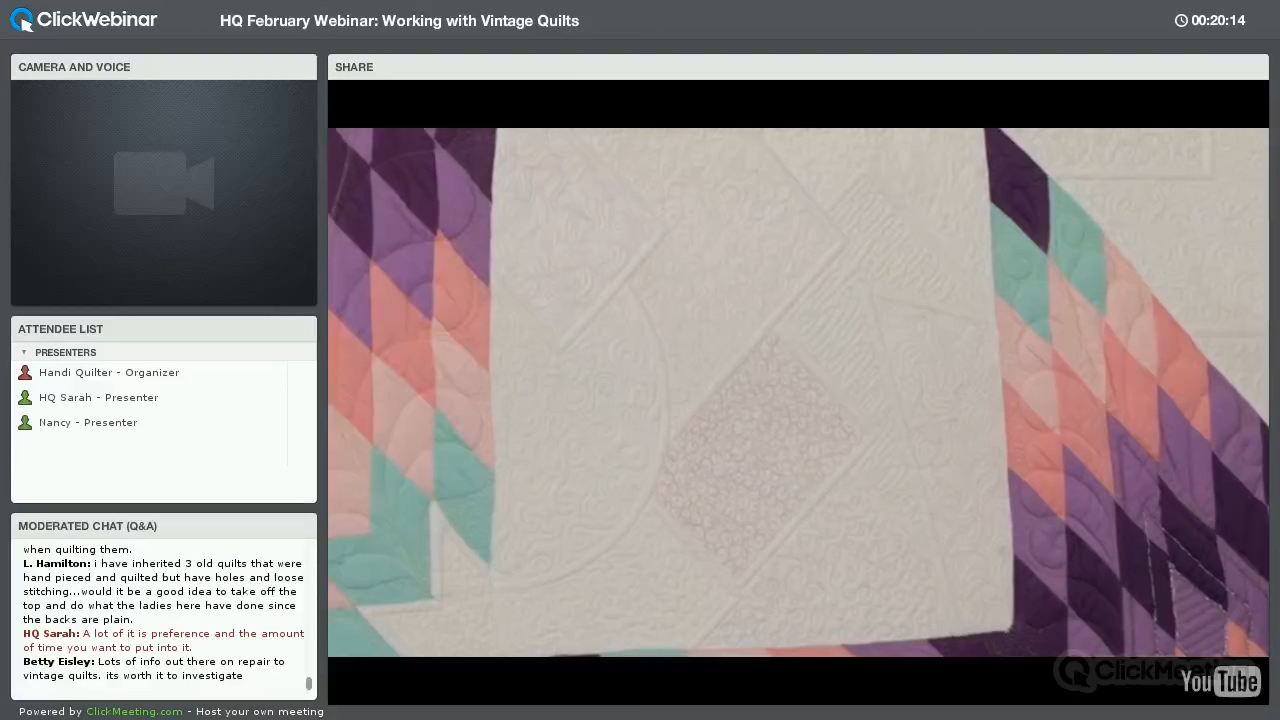 ClickWebinar
HQ February Webinar: Working with Vintage Quilts
00:20:14
CAMERA AND VOICE
SHARE
ATTENDEE LIST
PRESENTERS
Handi Quilter - Organizer
HQ Sarah - Presenter
Nancy - Presenter
MODERATED CHAT (Q&A)
when quilting them.
L. Hamilton: i have inherited 3 old quilts that were
hand pieced and quilted but have holes and loose
stitching...would it be a good idea to take off the
top and do what the ladies here have done since
the backs are plain.
HQ Sarah: A lot of it is preference and the amount
of time you want to put into it.
Betty Eisley: Lots of info out there on repair to
vintage quilts. its worth it to investigate
ClickMeeting
YouTube
Powered by ClickMeeting.com - Host your own meeting